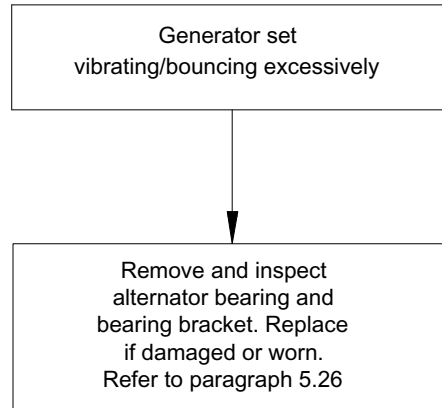 Generator set
vibrating/bouncing excessively
Remove and inspect
alternator bearing and
bearing bracket. Replace
if damaged or worn.
Refer to paragraph 5.26